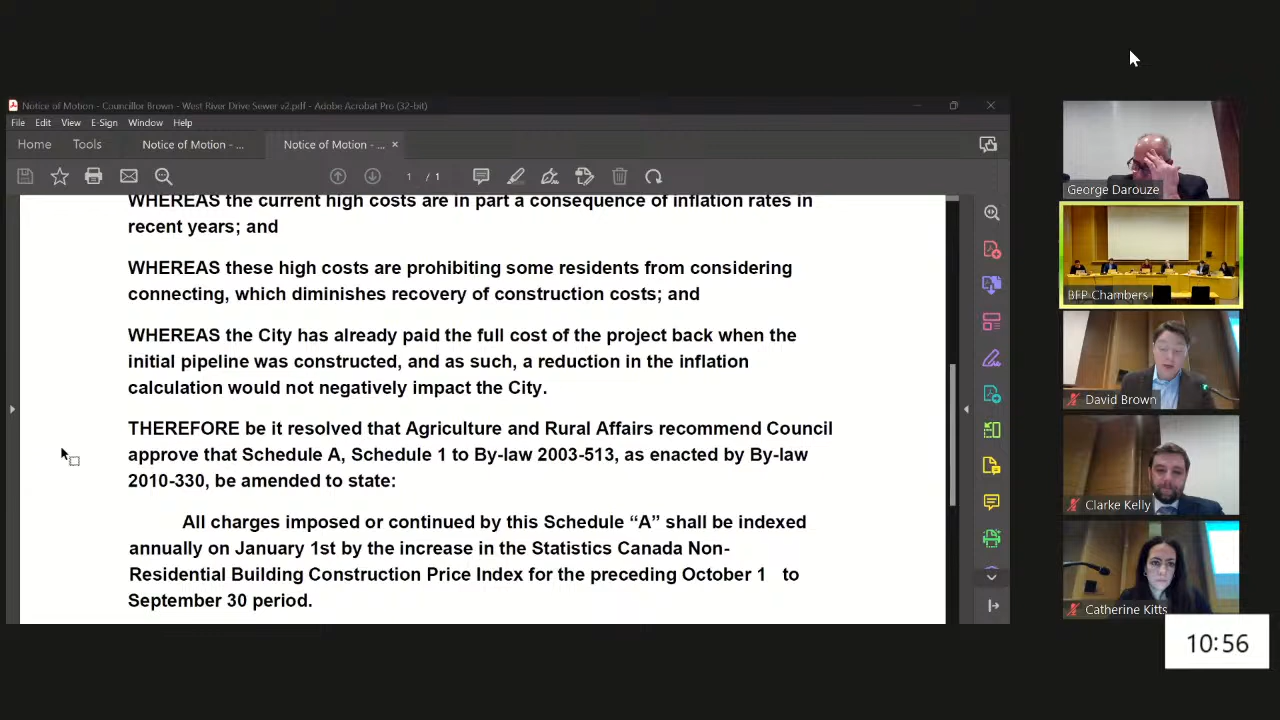 Notice of Motion - Councillor Brown - West River Drive Sewer v2.pdf - Adobe Acrobat Pro (32-bit)
File Edit View E-Sign Window Help
Home Tools Notice of Motion - ... Notice of Motion - ... ×
1 / 1
WHEREAS the current high costs are in part a consequence of inflation rates in
recent years; and
WHEREAS these high costs are prohibiting some residents from considering
connecting, which diminishes recovery of construction costs; and
WHEREAS the City has already paid the full cost of the project back when the
initial pipeline was constructed, and as such, a reduction in the inflation
calculation would not negatively impact the City.
THEREFORE be it resolved that Agriculture and Rural Affairs recommend Council
approve that Schedule A, Schedule 1 to By-law 2003-513, as enacted by By-law
2010-330, be amended to state:
All charges imposed or continued by this Schedule “A” shall be indexed
annually on January 1st by the increase in the Statistics Canada Non-
Residential Building Construction Price Index for the preceding October 1 to
September 30 period.
George Darouze
BFP Chambers
David Brown
Clarke Kelly
Catherine Kitts
10:56